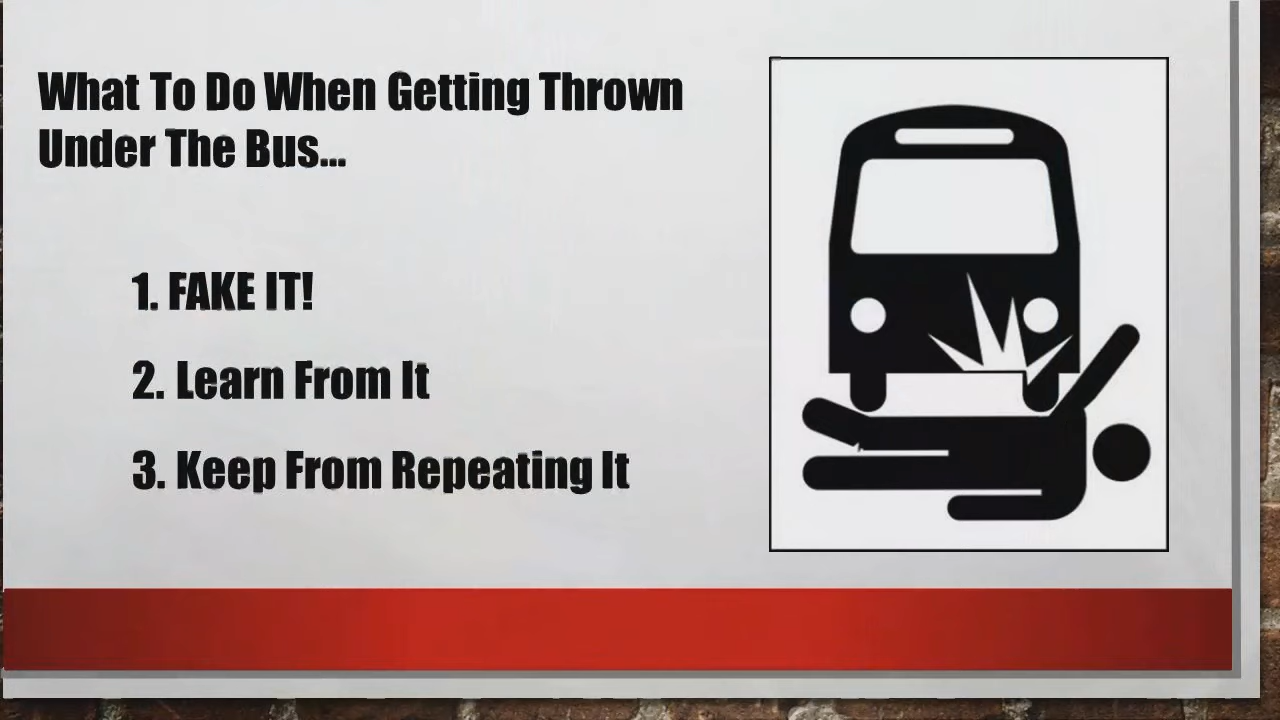 What To Do When Getting Thrown
Under The Bus...
1. FAKE IT!
2. Learn From It
3. Keep From Repeating It